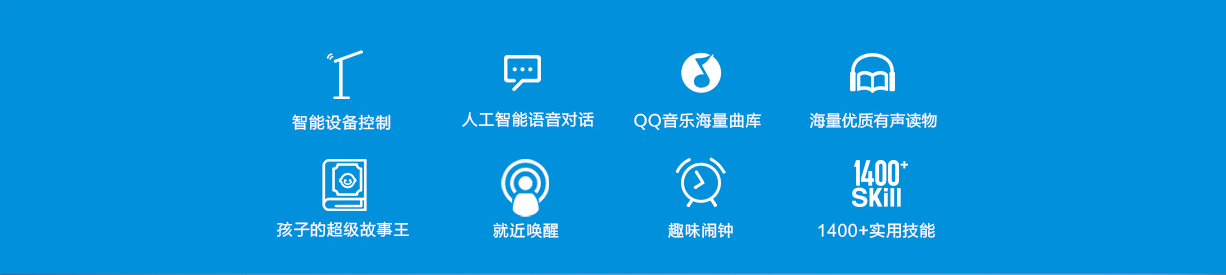 智能设备控制
人工智能语音对话
QQ音乐海量曲库
海量优质有声读物
1400+
SKill
孩子的超级故事王
就近唤醒
趣味闹钟
1400+实用技能